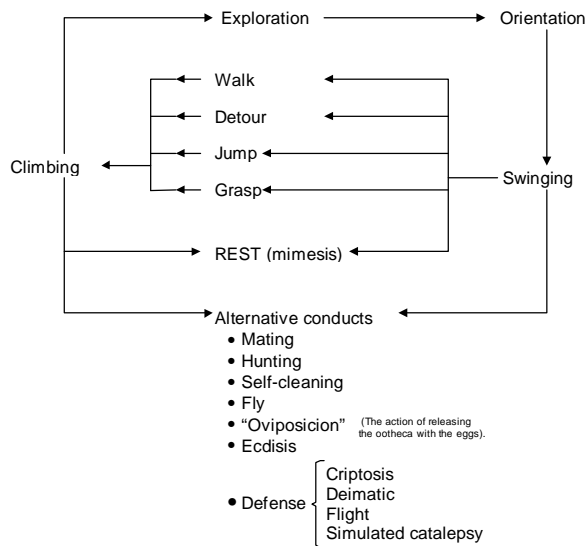 Exploration
Orientation
Walk
Detour
Jump
Grasp
Climbing
Swinging
REST (mimesis)
Alternative conducts
• Mating
• Hunting
• Self-cleaning
• Fly
• “Oviposicion” (The action of releasing
the ootheca with the eggs).
• Ecdisis
• Defense
Criptosis
Deimatic
Flight
Simulated catalepsy